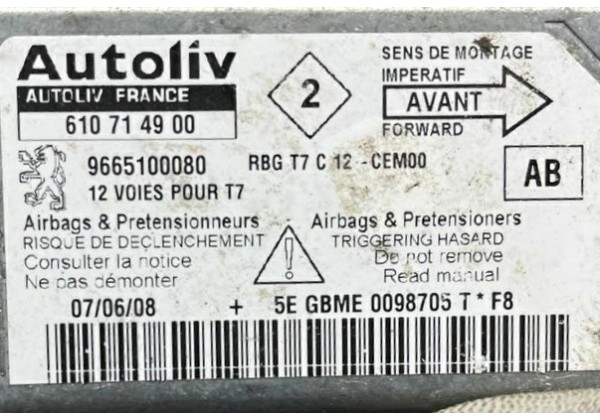 Autoliv
AUTOLIV FRANCE
610 71 49 00
2
SENS DE MONTAGE
IMPERATIF
AVANT
FORWARD
9665100080
RBG T7 C 12 -CEM00
12 VOIES POUR T7
AB
Airbags & Pretensionneurs
RISQUE DE DECLENCHEMENT
Consulter la notice
Ne pas démonter
!
Airbags & Pretensioners
TRIGGERING HASARD
Do not remove
Read manual
07/06/08 + 5E GBME 0098705 T * F8